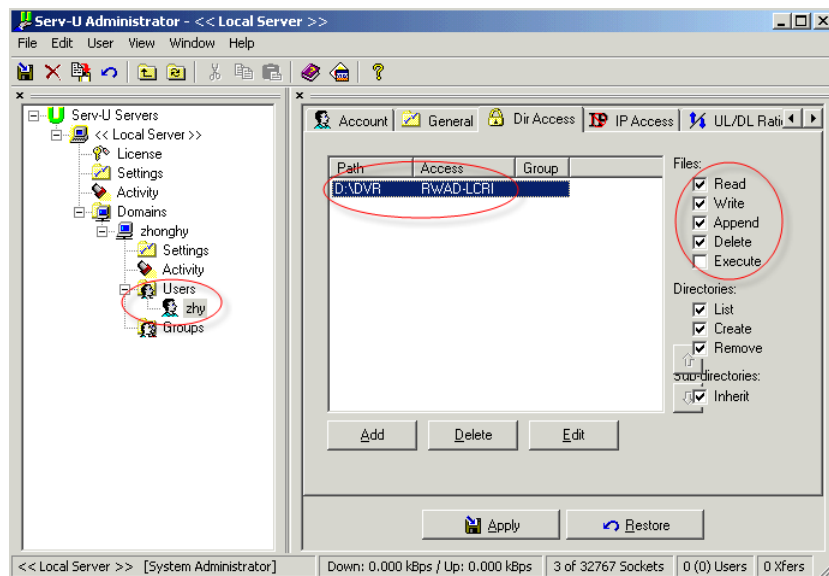 Serv-U Administrator - << Local Server >>
File Edit User View Window Help
Serv-U Servers
<< Local Server >>
License
Settings
Activity
Domains
zhonghy
Settings
Activity
Users
zhy
Groups
Account General Dir Access IP Access UL/DL Rati
Path Access Group
D:\DVR RWAD-LCRI
Files:
Read
Write
Append
Delete
Execute
Directories:
List
Create
Remove
Sub-directories:
Inherit
Add Delete Edit
Apply Restore
<< Local Server >> [System Administrator] Down: 0.000 kBps / Up: 0.000 kBps 3 of 32767 Sockets 0 (0) Users 0 Xfers